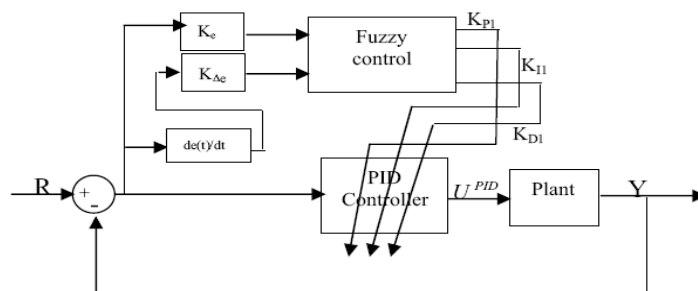 Ke
Fuzzy
control
KP1
KI1
KΔe
KD1
de(t)/dt
R
+
-
PID
Controller
U PID
Plant
Y